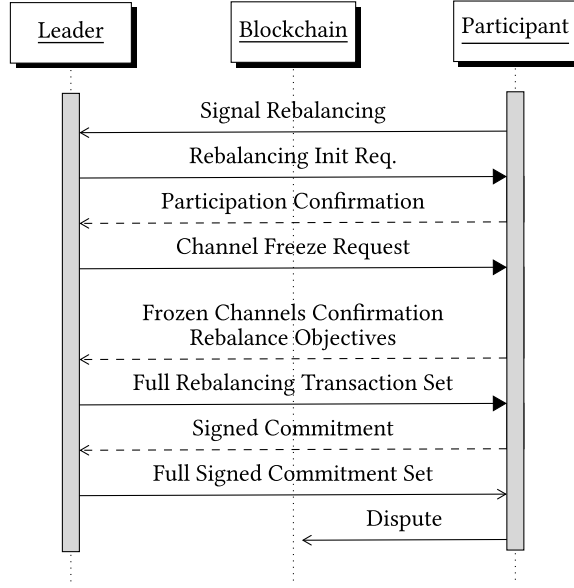 Leader
Blockchain
Participant
Signal Rebalancing
Rebalancing Init Req.
Participation Confirmation
Channel Freeze Request
Frozen Channels Confirmation
Rebalance Objectives
Full Rebalancing Transaction Set
Signed Commitment
Full Signed Commitment Set
Dispute